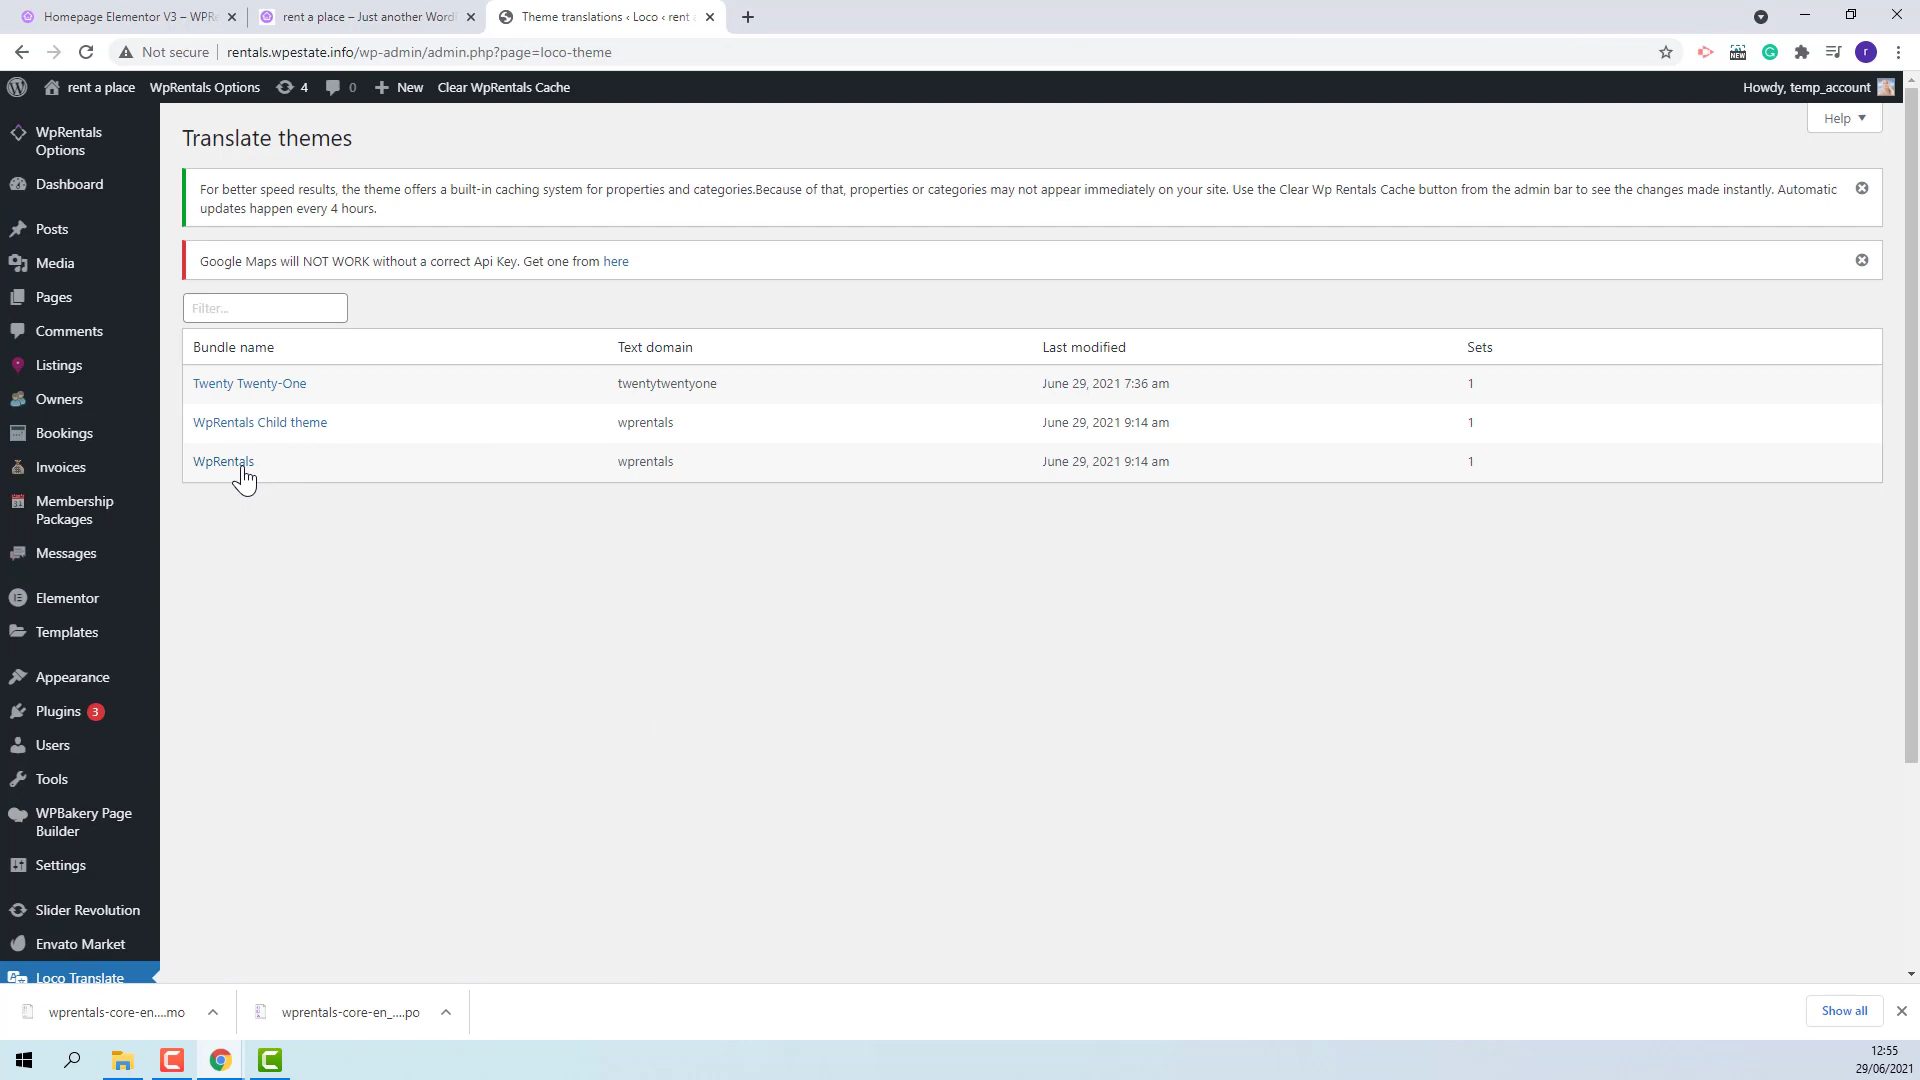 Homepage Elementor V3 – WPRe
rent a place – Just another Word
Theme translations ‹ Loco ‹ rent a
Not secure
rentals.wpestate.info/wp-admin/admin.php?page=loco-theme
NEW
r
rent a place
WpRentals Options
4
0
New
Clear WpRentals Cache
Howdy, temp_account
WpRentals
Options
Dashboard
Posts
Media
Pages
Comments
Listings
Owners
Bookings
Invoices
Membership
Packages
Messages
Elementor
Templates
Appearance
Plugins 3
Users
Tools
WPBakery Page
Builder
Settings
Slider Revolution
Envato Market
Loco Translate
Help
Translate themes
For better speed results, the theme offers a built-in caching system for properties and categories.Because of that, properties or categories may not appear immediately on your site. Use the Clear Wp Rentals Cache button from the admin bar to see the changes made instantly. Automatic
updates happen every 4 hours.
Google Maps will NOT WORK without a correct Api Key. Get one from here
Filter...
Bundle name Text domain Last modified Sets
Twenty Twenty-One twentytwentyone June 29, 2021 7:36 am 1
WpRentals Child theme wprentals June 29, 2021 9:14 am 1
WpRentals wprentals June 29, 2021 9:14 am 1
wprentals-core-en....mo
wprentals-core-en_....po
Show all
12:55
29/06/2021